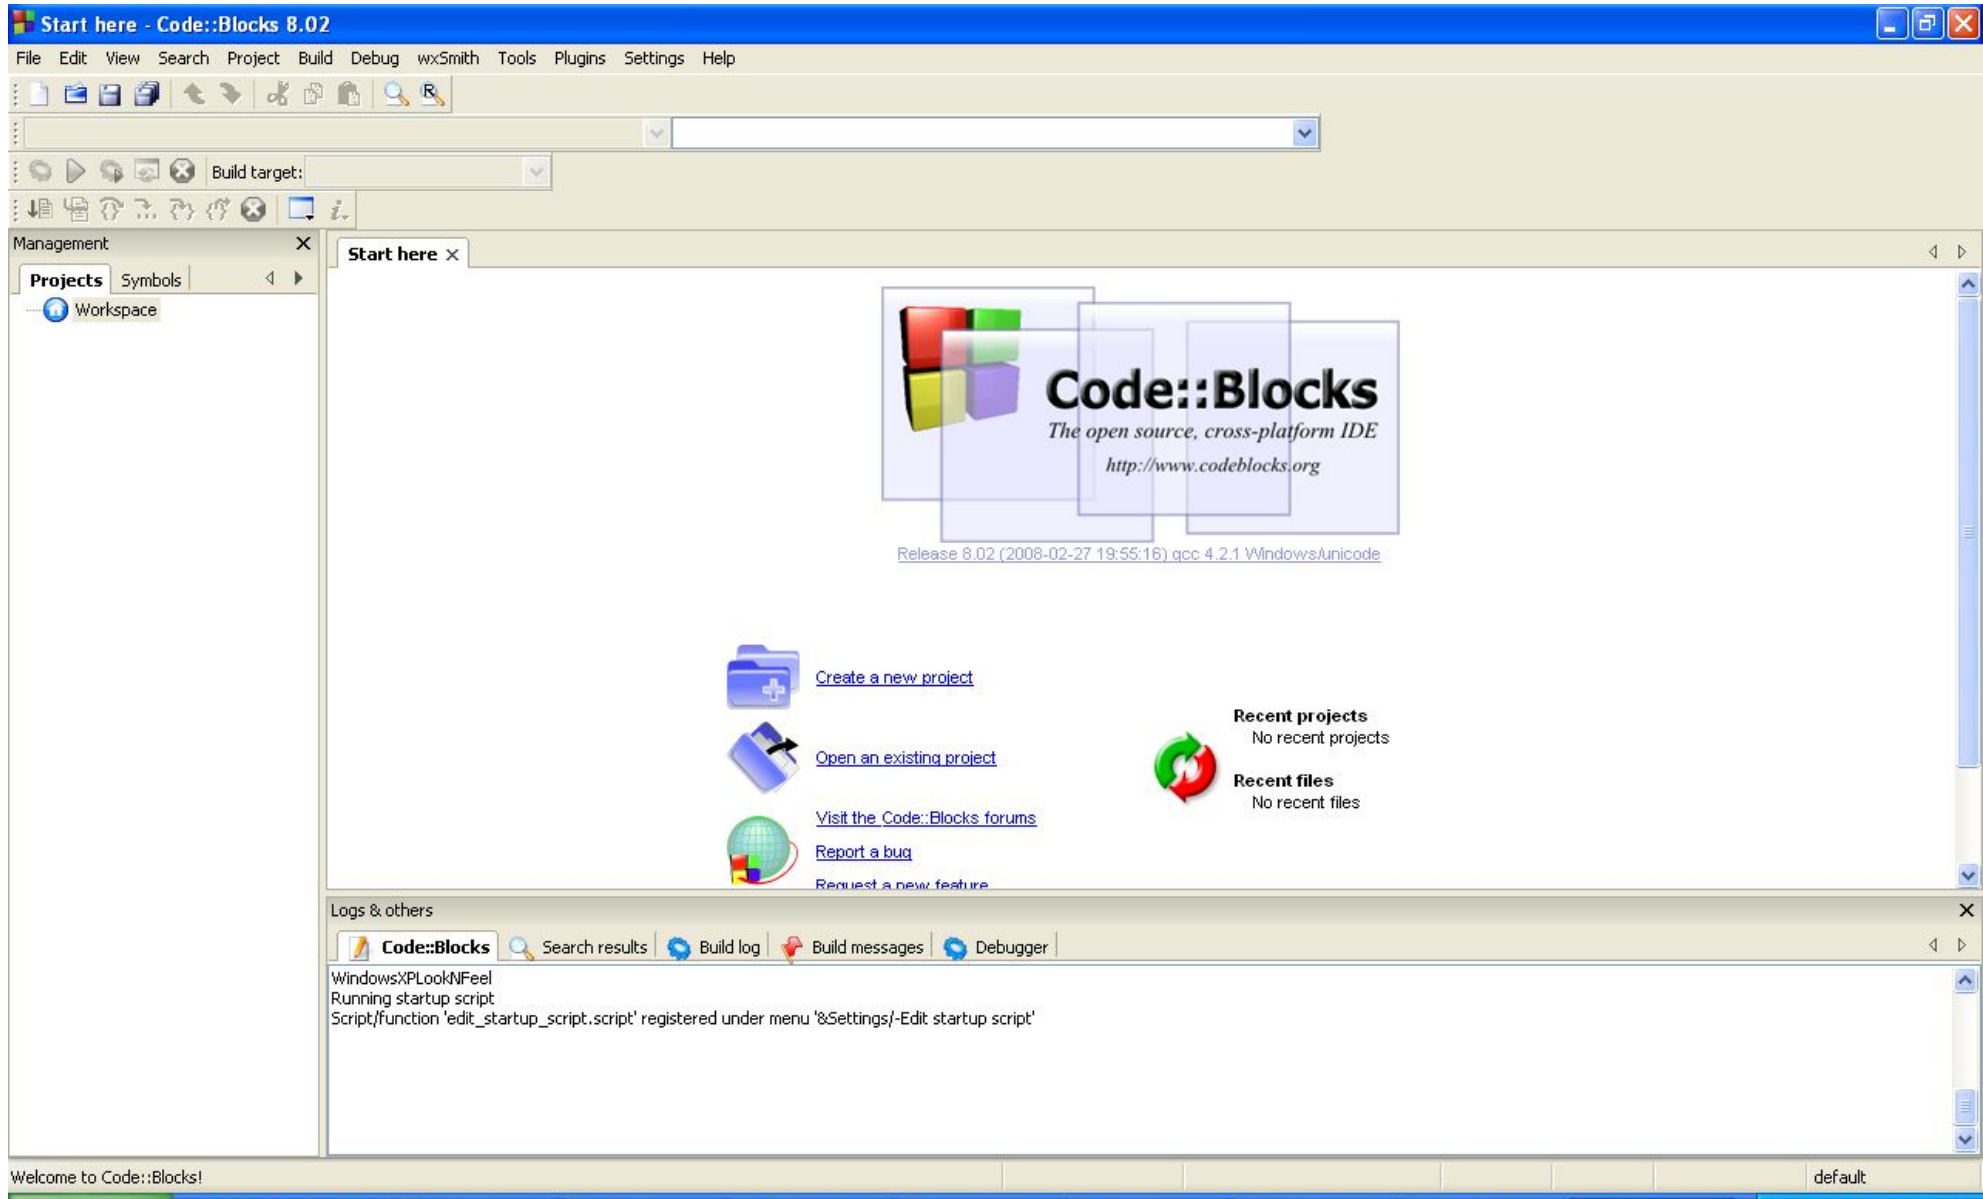 Start here - Code::Blocks 8.02
File Edit View Search Project Build Debug wxSmith Tools Plugins Settings Help
Build target:
Management
Projects Symbols
Workspace
Start here
Code::Blocks
The open source, cross-platform IDE
http://www.codeblocks.org
Release 8.02 (2008-02-27 19:55:16) gcc 4.2.1 Windows/unicode
Create a new project
Open an existing project
Visit the Code::Blocks forums
Report a bug
Request a new feature
Recent projects
No recent projects
Recent files
No recent files
Logs & others
Code::Blocks Search results Build log Build messages Debugger
WindowsXPLookNFeel
Running startup script
Script/function 'edit_startup_script.script' registered under menu '&Settings/-Edit startup script'
Welcome to Code::Blocks! default